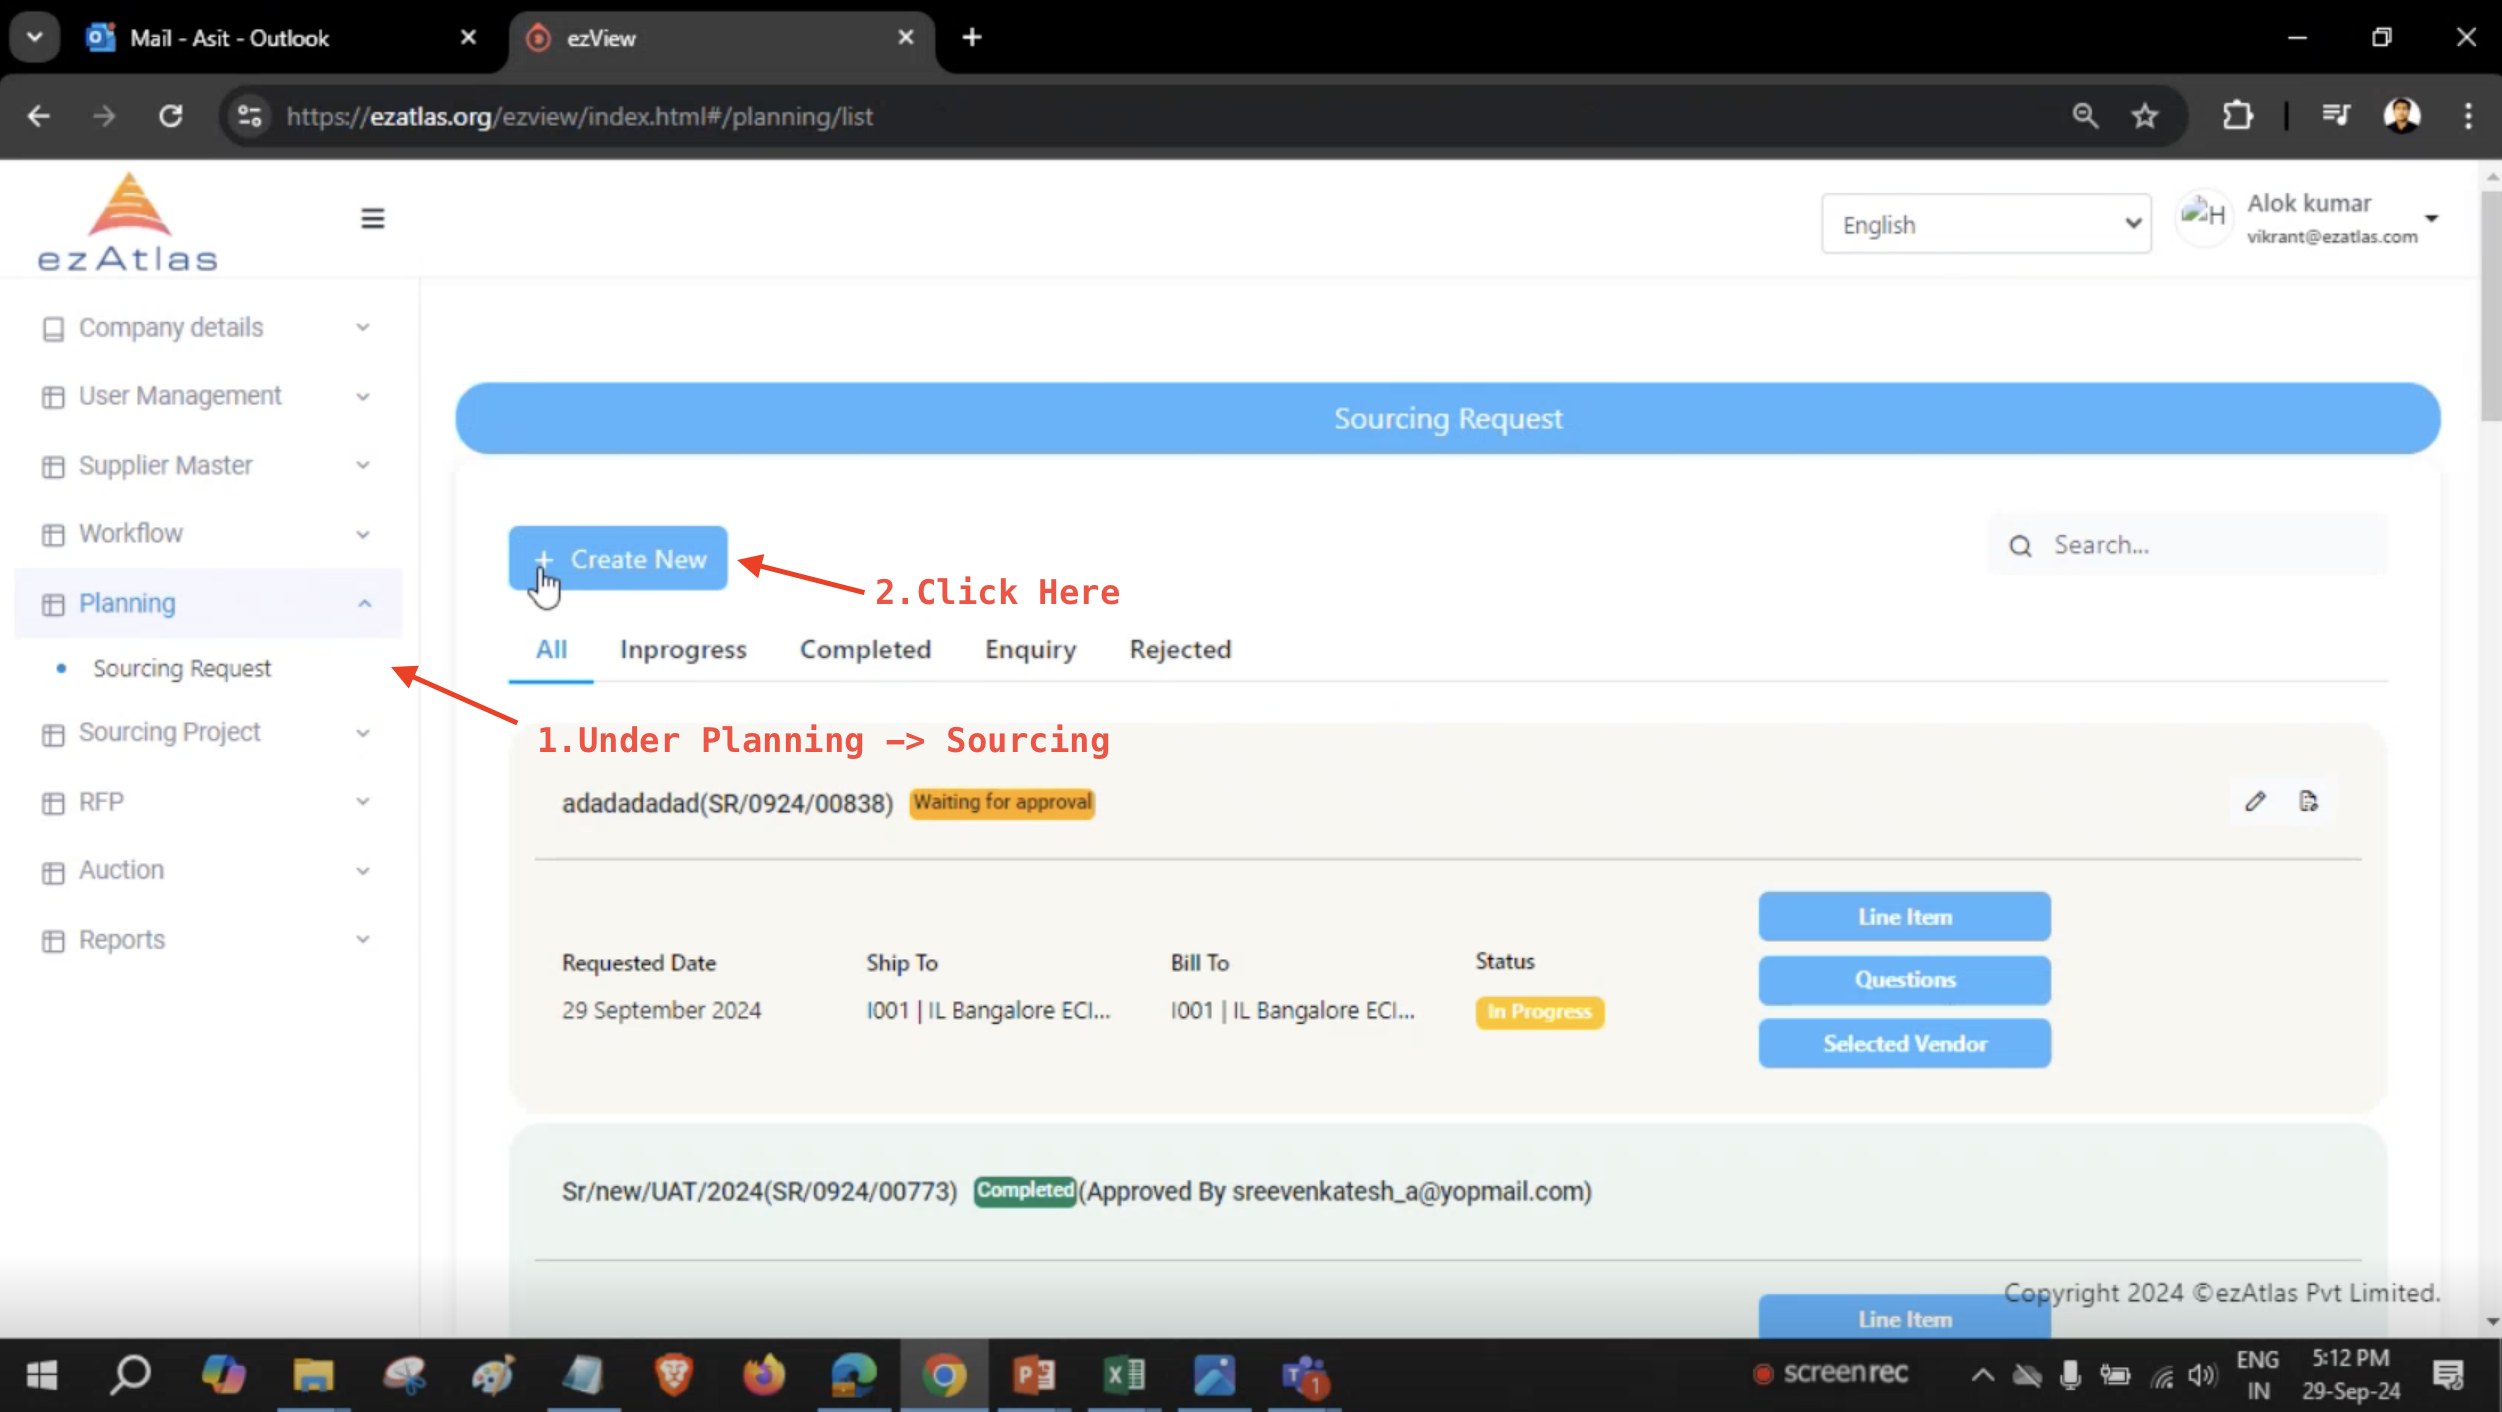 Mail - Asit - Outlook
ezView
https://ezatlas.org/ezview/index.html#/planning/list
ezAtlas
English
H
Alok kumar
vikrant@ezatlas.com
Company details
User Management
Supplier Master
Workflow
Planning
Sourcing Request
Sourcing Project
RFP
Auction
Reports
Sourcing Request
+ Create New
2.Click Here
Search...
All Inprogress Completed Enquiry Rejected
1.Under Planning -> Sourcing
adadadadad(SR/0924/00838) Waiting for approval
Requested Date Ship To Bill To Status
29 September 2024 I001 | IL Bangalore ECI... I001 | IL Bangalore ECI... In Progress
Line Item
Questions
Selected Vendor
Sr/new/UAT/2024(SR/0924/00773) Completed (Approved By sreevenkatesh_a@yopmail.com)
Line Item
Copyright 2024 ©ezAtlas Pvt Limited.
screenrec
ENG
IN
5:12 PM
29-Sep-24
1